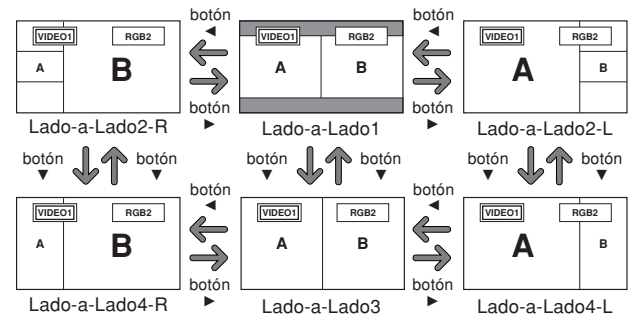 botón ◄ botón ◄
VIDEO1 RGB2 VIDEO1 RGB2 VIDEO1 RGB2
A B A B A B
botón ► botón ►
Lado-a-Lado2-R Lado-a-Lado1 Lado-a-Lado2-L
botón ▼ botón ▼ botón ▼ botón ▼ botón ▼ botón ▼
botón ◄ botón ◄
VIDEO1 RGB2 VIDEO1 RGB2 VIDEO1 RGB2
A B A B A B
botón ► botón ►
Lado-a-Lado4-R Lado-a-Lado3 Lado-a-Lado4-L